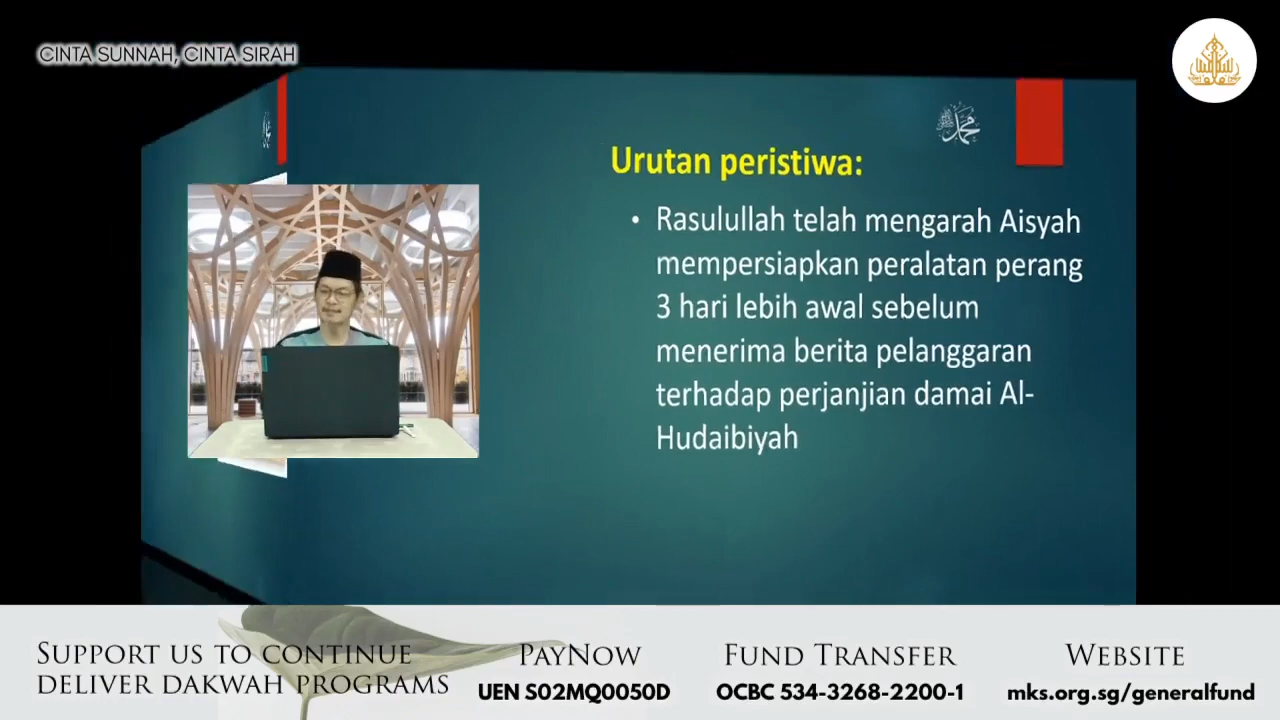 CINTA SUNNAH, CINTA SIRAH
Urutan peristiwa:
• Rasulullah telah mengarah Aisyah
mempersiapkan peralatan perang
3 hari lebih awal sebelum
menerima berita pelanggaran
terhadap perjanjian damai Al-
Hudaibiyah
SUPPORT US TO CONTINUE
DELIVER DAKWAH PROGRAMS
PAYNOW
UEN S02MQ0050D
FUND TRANSFER
OCBC 534-3268-2200-1
WEBSITE
mks.org.sg/generalfund